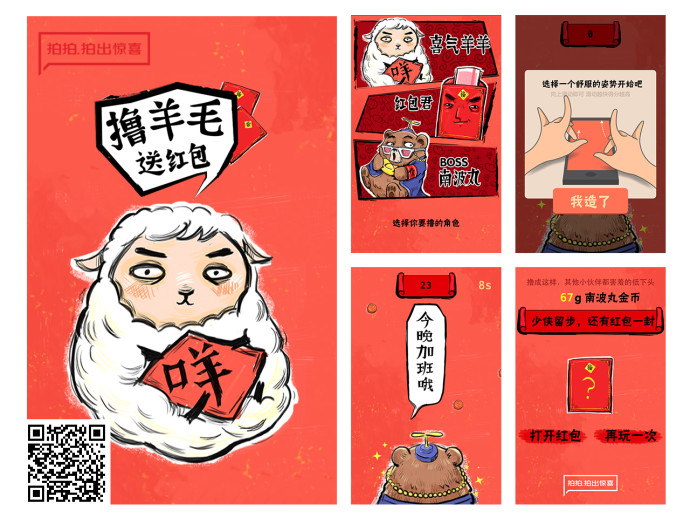 拍拍.拍出惊喜
撸羊毛
送红包
咩
喜气羊羊
咩
红包君
BOSS
南波丸
选择你要撸的角色
0
选择一个舒服的姿势开始吧
我造了
23
8s
今晚加班哦
撸成这样，其他小伙伴都害羞的低下头
67g 南波丸金币
少侠留步，还有红包一封
?
打开红包
再玩一次
拍拍 拍出惊喜